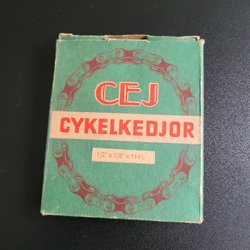 CEJ
CYKELKEDJOR
1/2" x 1/8" x 114 L